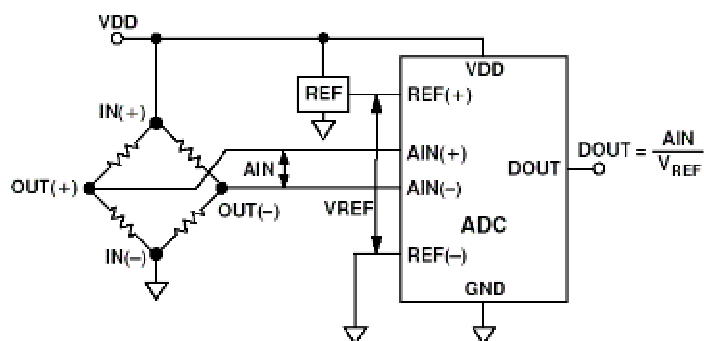 VDD
VDD
REF
REF(+)
IN(+)
AIN(+)
AIN
DOUT
DOUT = AIN / VREF
OUT(+)
AIN(–)
OUT(–)
VREF
ADC
IN(–)
REF(–)
GND